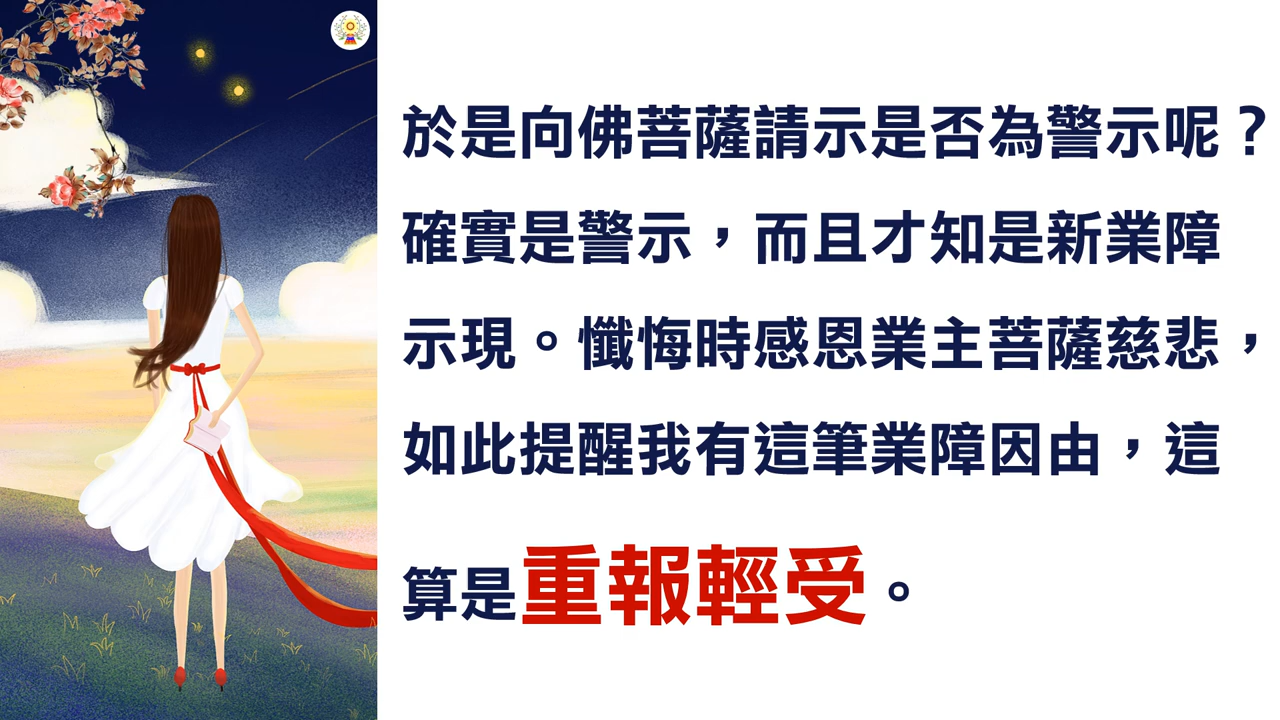 於是向佛菩薩請示是否為警示呢？
確實是警示，而且才知是新業障
示現。懺悔時感恩業主菩薩慈悲，
如此提醒我有這筆業障因由，這
算是重報輕受。